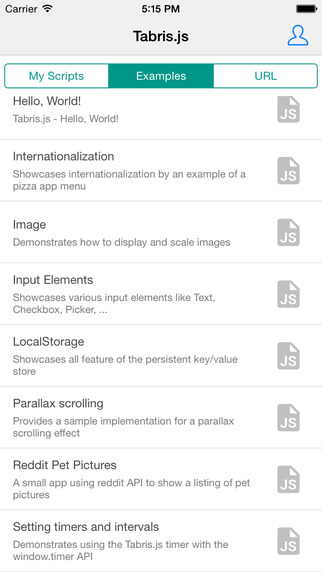 Carrier 5:15 PM
Tabris.js
My Scripts Examples URL
Hello, World!
Tabris.js - Hello, World!
JS
Internationalization
Showcases internationalization by an example of a
pizza app menu
JS
Image
Demonstrates how to display and scale images
JS
Input Elements
Showcases various input elements like Text,
Checkbox, Picker, ...
JS
LocalStorage
Showcases all feature of the persistent key/value
store
JS
Parallax scrolling
Provides a sample implementation for a parallax
scrolling effect
JS
Reddit Pet Pictures
A small app using reddit API to show a listing of pet
pictures
JS
Setting timers and intervals
Demonstrates using the Tabris.js timer with the
window.timer API
JS